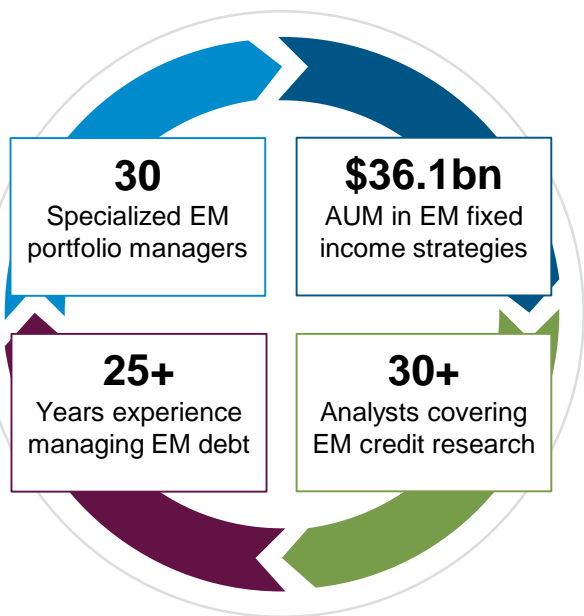 30
Specialized EM
portfolio managers
$36.1bn
AUM in EM fixed
income strategies
25+
Years experience
managing EM debt
30+
Analysts covering
EM credit research